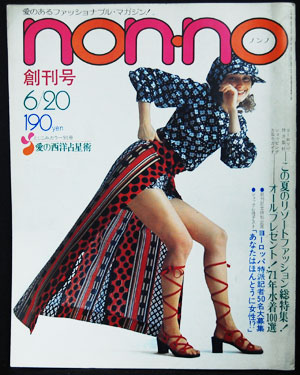 愛のあるファッショナブル・マガジン!
non・no
ノンノ
創刊号
6/20
190yen
愛の西洋占星術
この夏のリゾートファッション総特集!
オールプレゼント!'71年水着100選
ヨーロッパ特派記者50名大募集
「あなたはほんとうに女性!?」